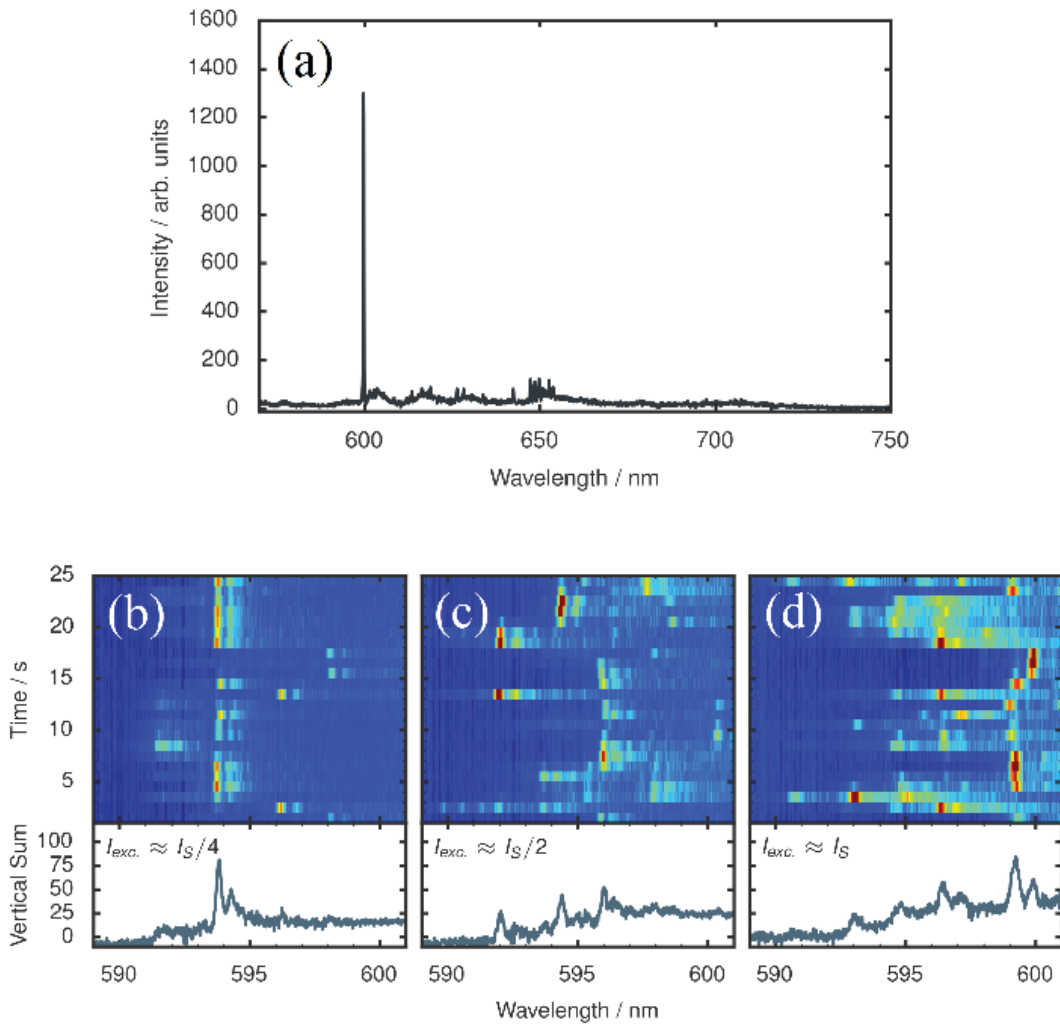 (a)
1600
1400
1200
1000
800
600
400
200
0
Intensity / arb. units
600 650 700 750
Wavelength / nm
(b) (c) (d)
25
20
15
10
5
Time / s
I_exc. ≈ I_S/4 I_exc. ≈ I_S/2 I_exc. ≈ I_S
100
75
50
25
0
Vertical Sum
590 595 600 590 595 600 590 595 600
Wavelength / nm